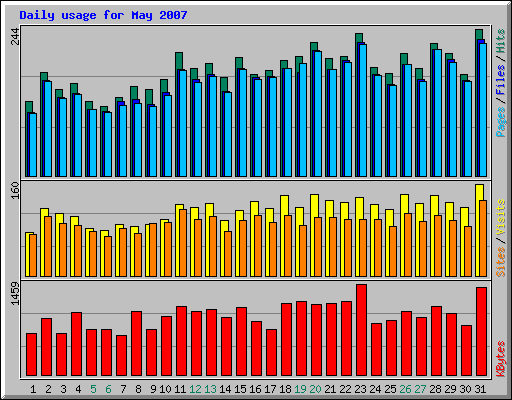 Daily usage for May 2007
244
Pages / Files / Hits
160
Sites / Visits
1459
KBytes
1 2 3 4 5 6 7 8 9 10 11 12 13 14 15 16 17 18 19 20 21 22 23 24 25 26 27 28 29 30 31